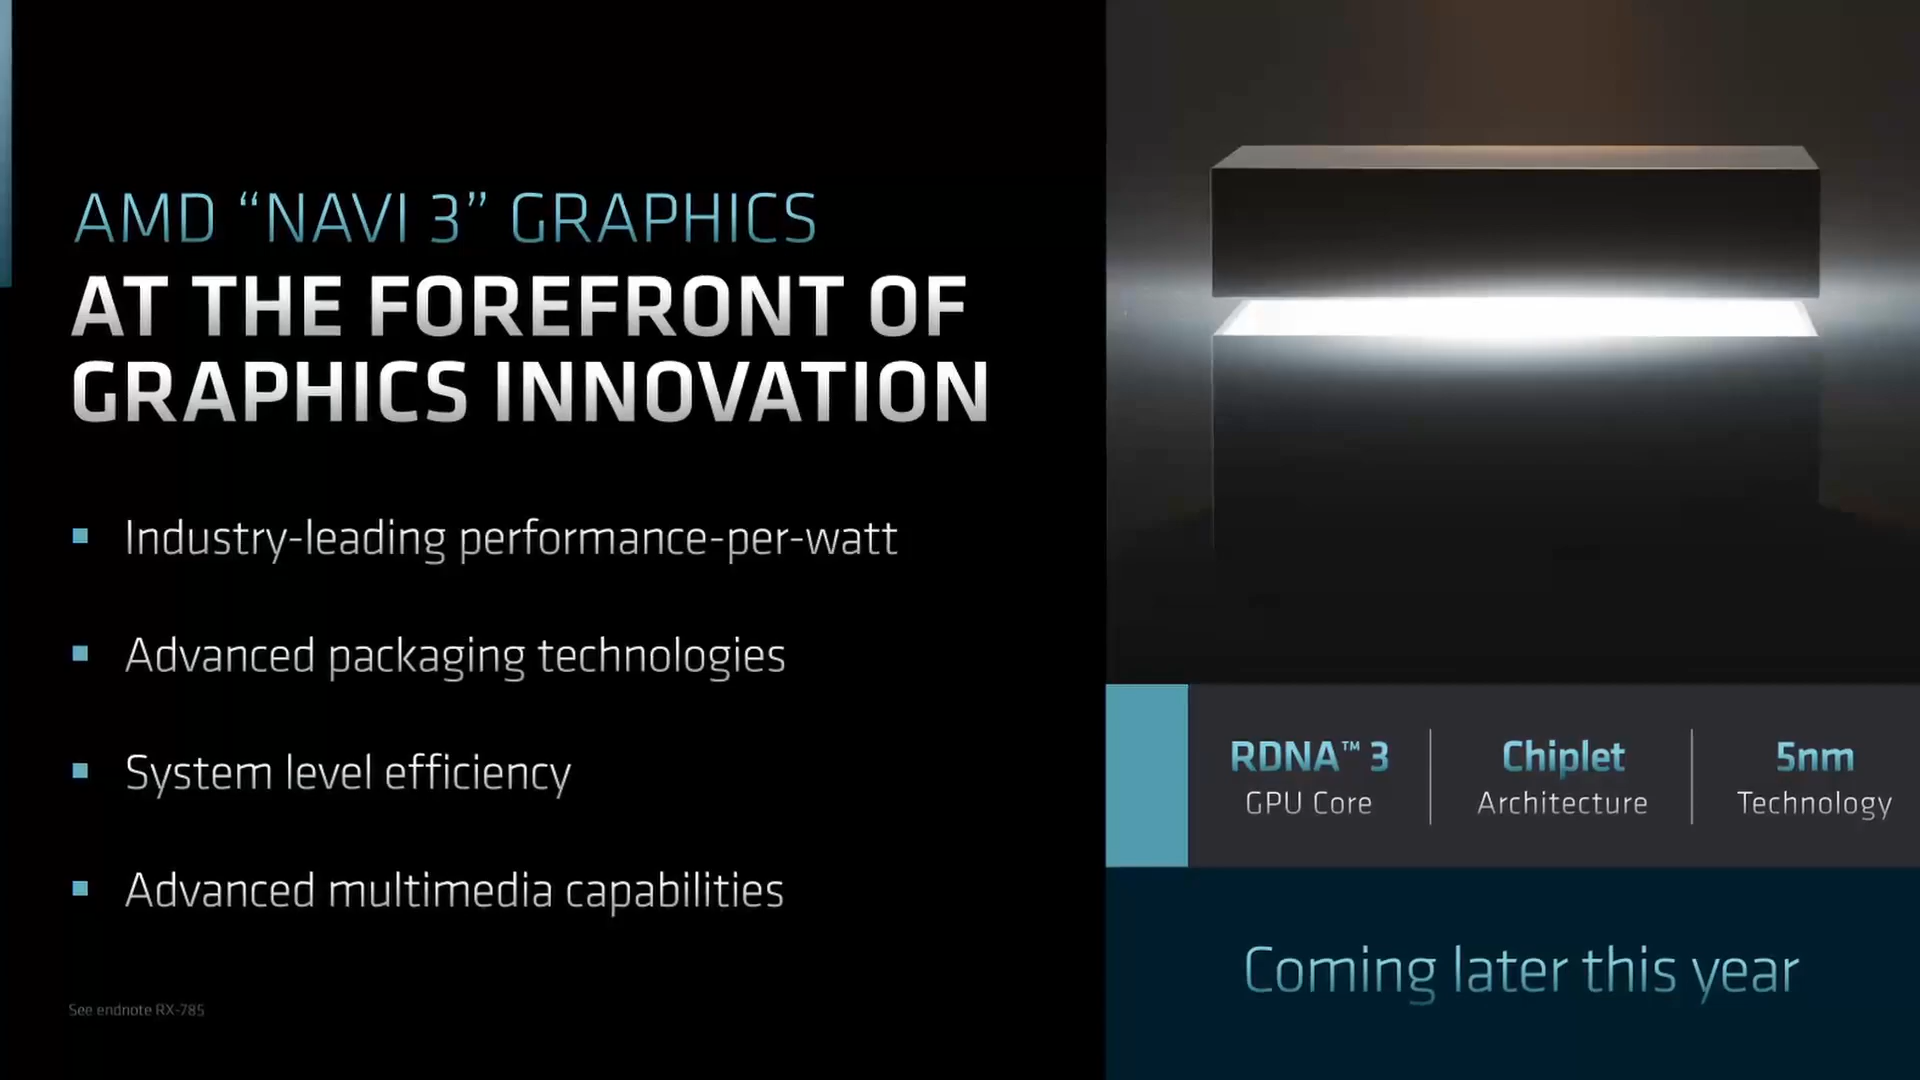 AMD “NAVI 3” GRAPHICS
AT THE FOREFRONT OF
GRAPHICS INNOVATION
Industry-leading performance-per-watt
Advanced packaging technologies
System level efficiency
Advanced multimedia capabilities
See endnote RX-785
RDNA™ 3
GPU Core
Chiplet
Architecture
5nm
Technology
Coming later this year